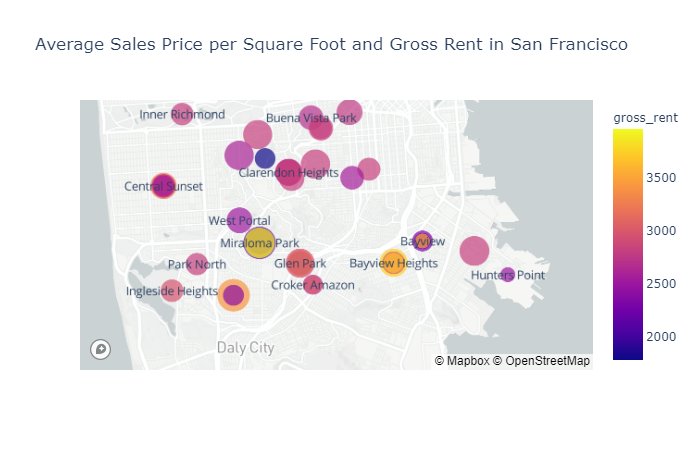 Average Sales Price per Square Foot and Gross Rent in San Francisco
gross_rent
Inner Richmond
Buena Vista Park
3500
Clarendon Heights
Central Sunset
3000
West Portal
Miraloma Park
Bayview
Park North
Glen Park
Bayview Heights
2500
Hunters Point
Croker Amazon
Ingleside Heights
2000
Daly City
© Mapbox © OpenStreetMap